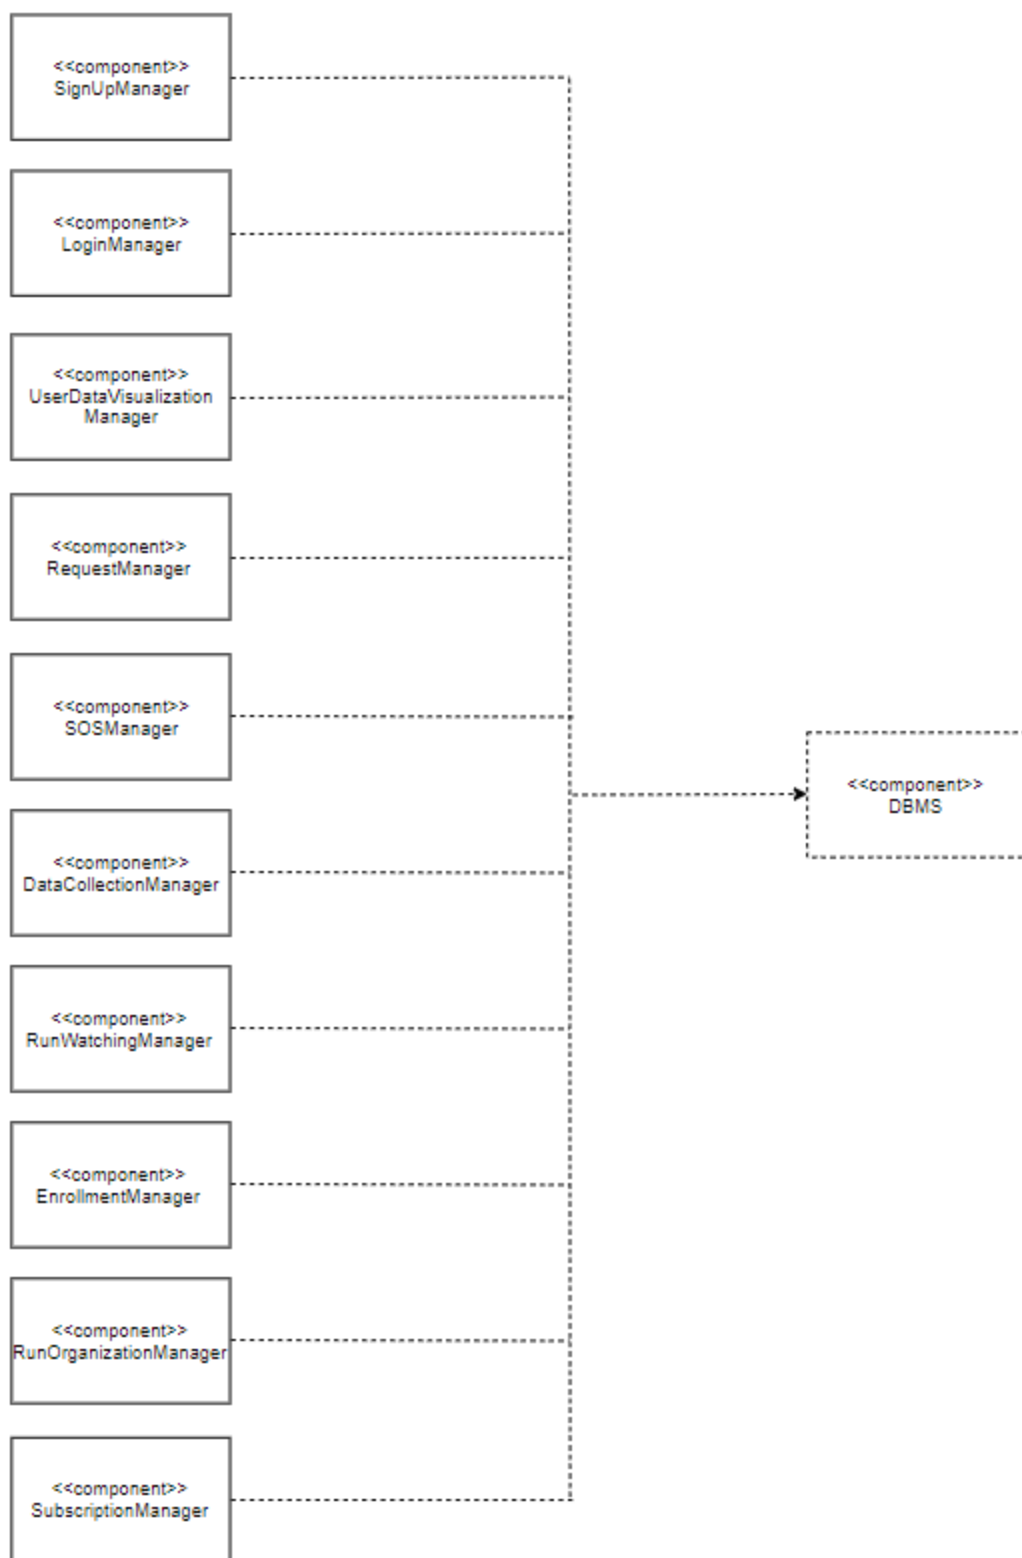 <<component>>
SignUpManager
<<component>>
LoginManager
<<component>>
UserDataVisualization
Manager
<<component>>
RequestManager
<<component>>
SOSManager
<<component>>
DBMS
<<component>>
DataCollectionManager
<<component>>
RunWatchingManager
<<component>>
EnrollmentManager
<<component>>
RunOrganizationManager
<<component>>
SubscriptionManager